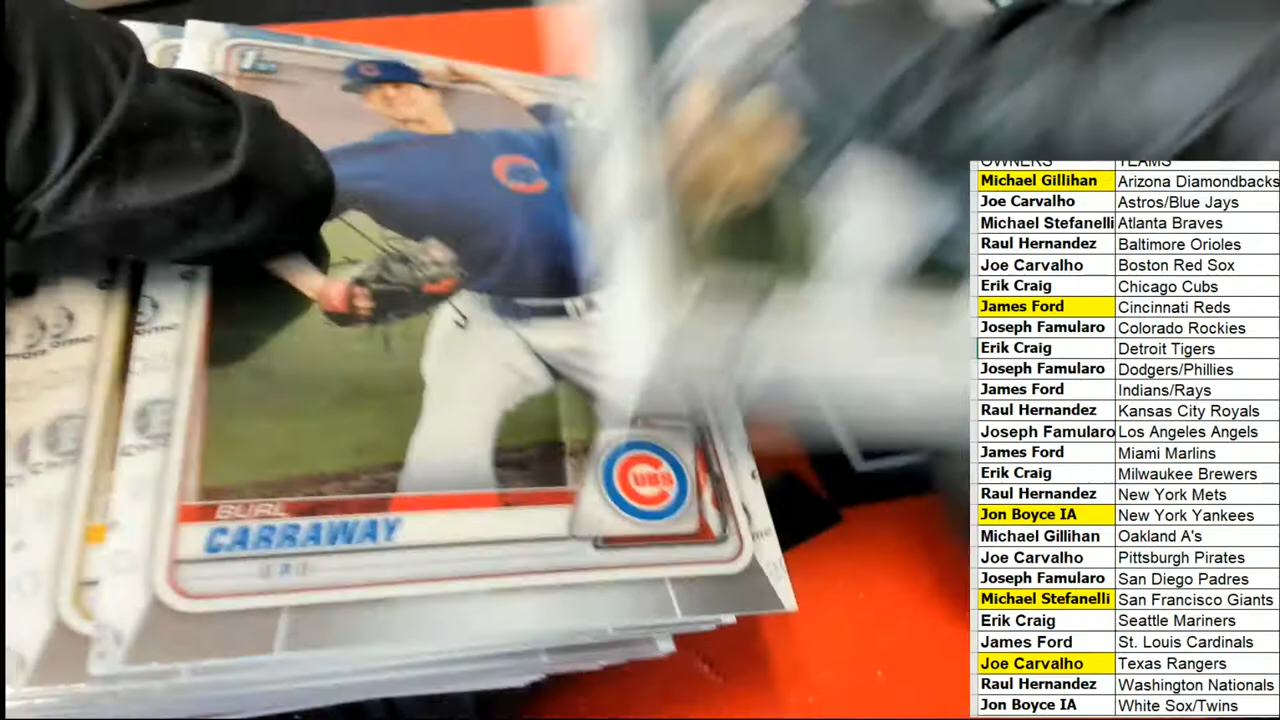 1st
CUBS
BURL
CARRAWAY
P
OWNERS TEAMS
Michael Gillihan Arizona Diamondbacks
Joe Carvalho Astros/Blue Jays
Michael Stefanelli Atlanta Braves
Raul Hernandez Baltimore Orioles
Joe Carvalho Boston Red Sox
Erik Craig Chicago Cubs
James Ford Cincinnati Reds
Joseph Famularo Colorado Rockies
Erik Craig Detroit Tigers
Joseph Famularo Dodgers/Phillies
James Ford Indians/Rays
Raul Hernandez Kansas City Royals
Joseph Famularo Los Angeles Angels
James Ford Miami Marlins
Erik Craig Milwaukee Brewers
Raul Hernandez New York Mets
Jon Boyce IA New York Yankees
Michael Gillihan Oakland A's
Joe Carvalho Pittsburgh Pirates
Joseph Famularo San Diego Padres
Michael Stefanelli San Francisco Giants
Erik Craig Seattle Mariners
James Ford St. Louis Cardinals
Joe Carvalho Texas Rangers
Raul Hernandez Washington Nationals
Jon Boyce IA White Sox/Twins